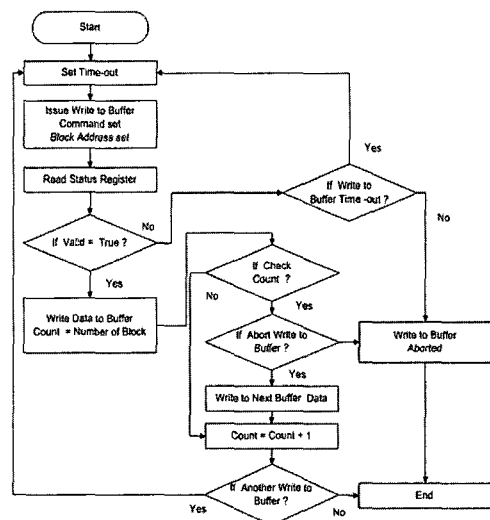 Start
Set Time-out
Issue Write to Buffer
Command set
Block Address set
Read Status Register
Yes
If Write to
Buffer Time -out ?
No
No
If Valid = True ?
Yes
If Check
Count ?
No
Yes
Write Data to Buffer
Count = Number of Block
If Abort Write to
Buffer ?
Write to Buffer
Aborted
Yes
Write to Next Buffer Data
Count = Count + 1
If Another Write to
Buffer ?
Yes
No
End